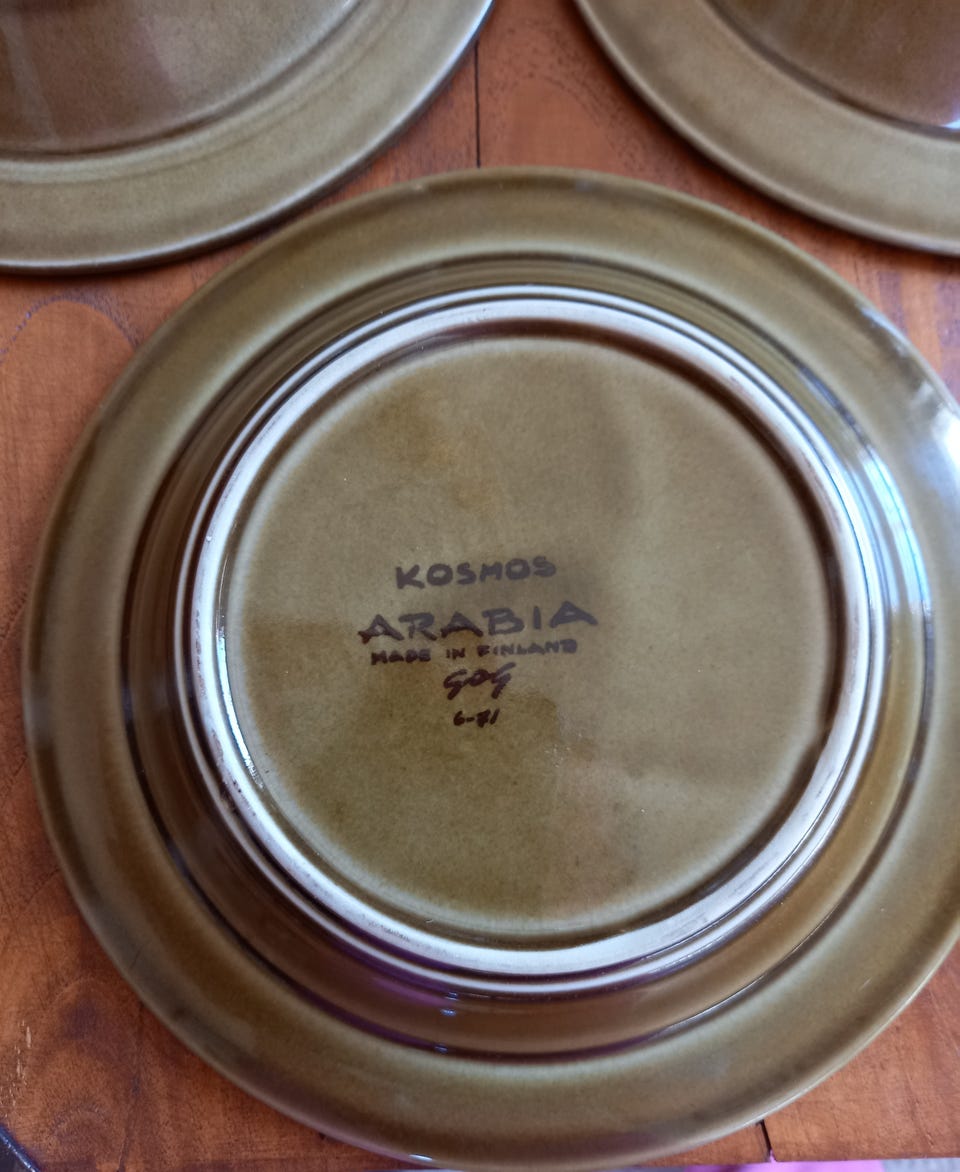 KOSMOS
ARABIA
MADE IN FINLAND
GOG
6-71